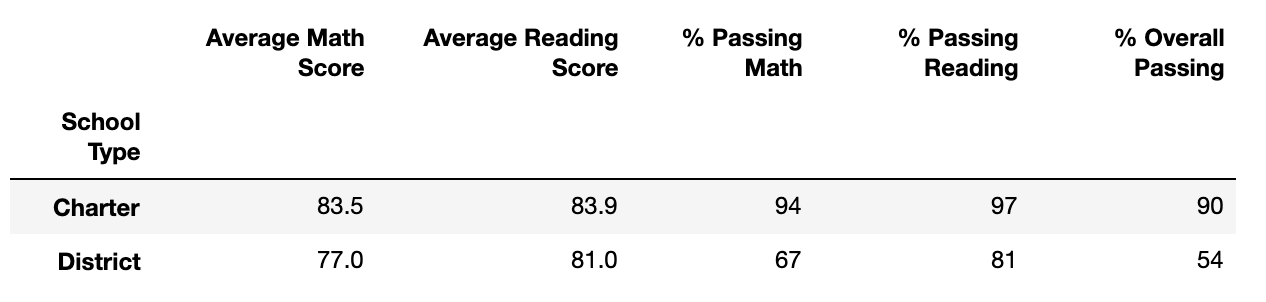 Average Math Average Reading % Passing % Passing % Overall
Score Score Math Reading Passing
School
Type
Charter 83.5 83.9 94 97 90
District 77.0 81.0 67 81 54